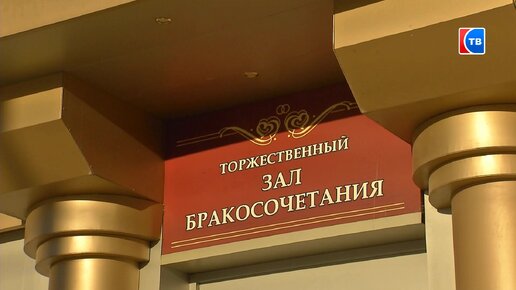 ТВ
ТОРЖЕСТВЕННЫЙ
ЗАЛ
БРАКОСОЧЕТАНИЯ